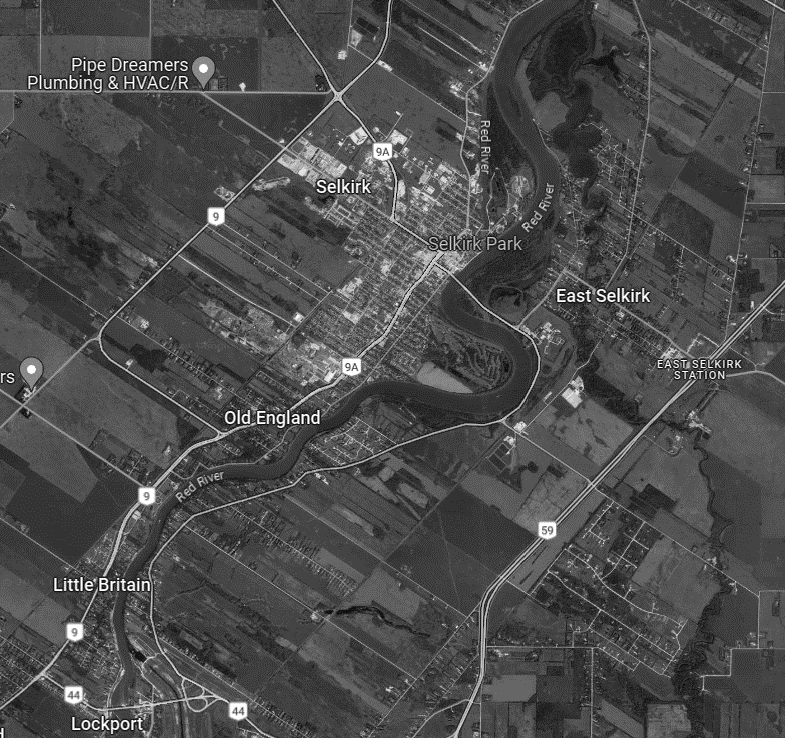 Pipe Dreamers
Plumbing & HVAC/R
9A
Red River
Selkirk
9
Red River
Selkirk Park
East Selkirk
rs
9A
EAST SELKIRK
STATION
Old England
Red River
9
59
Little Britain
9
44
44
Lockport